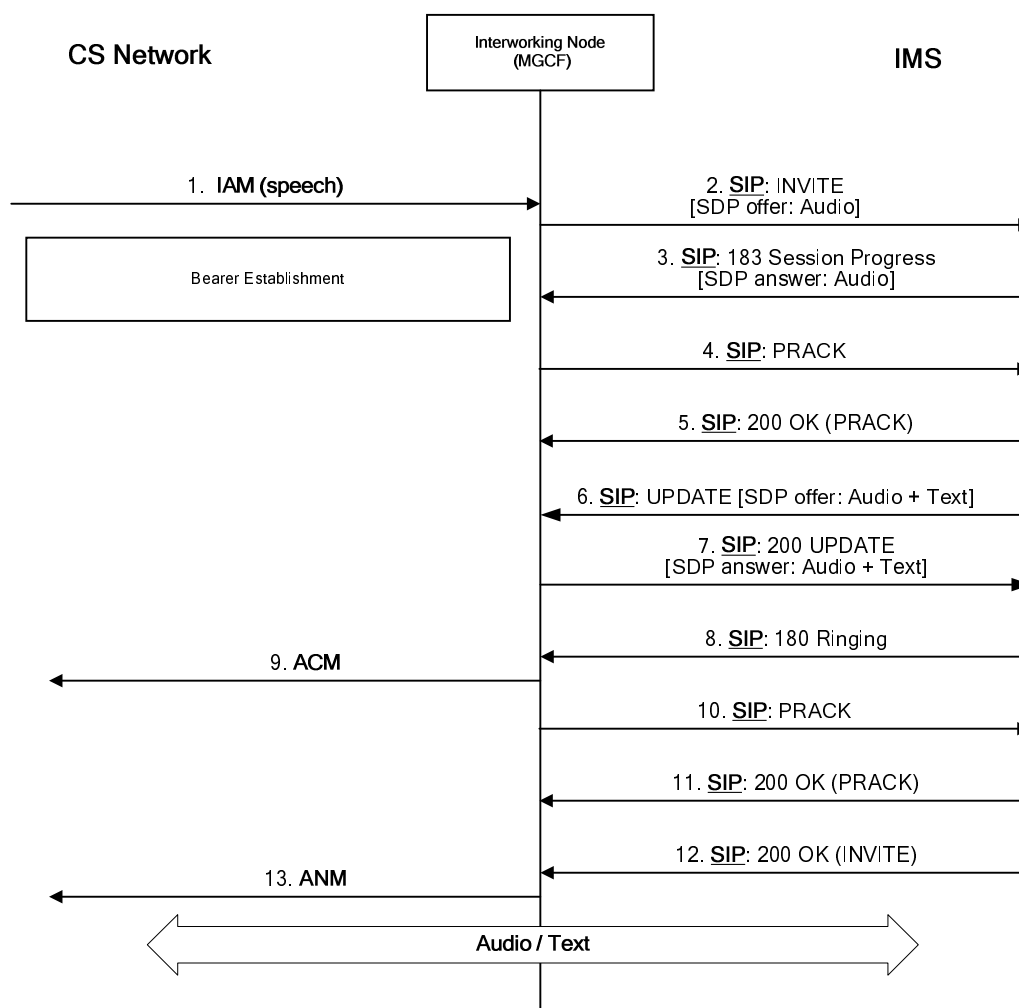 CS Network
Interworking Node
(MGCF)
IMS
1. IAM (speech)
2. SIP: INVITE
[SDP offer: Audio]
3. SIP: 183 Session Progress
[SDP answer: Audio]
Bearer Establishment
4. SIP: PRACK
5. SIP: 200 OK (PRACK)
6. SIP: UPDATE [SDP offer: Audio + Text]
7. SIP: 200 UPDATE
[SDP answer: Audio + Text]
8. SIP: 180 Ringing
9. ACM
10. SIP: PRACK
11. SIP: 200 OK (PRACK)
12. SIP: 200 OK (INVITE)
13. ANM
Audio / Text